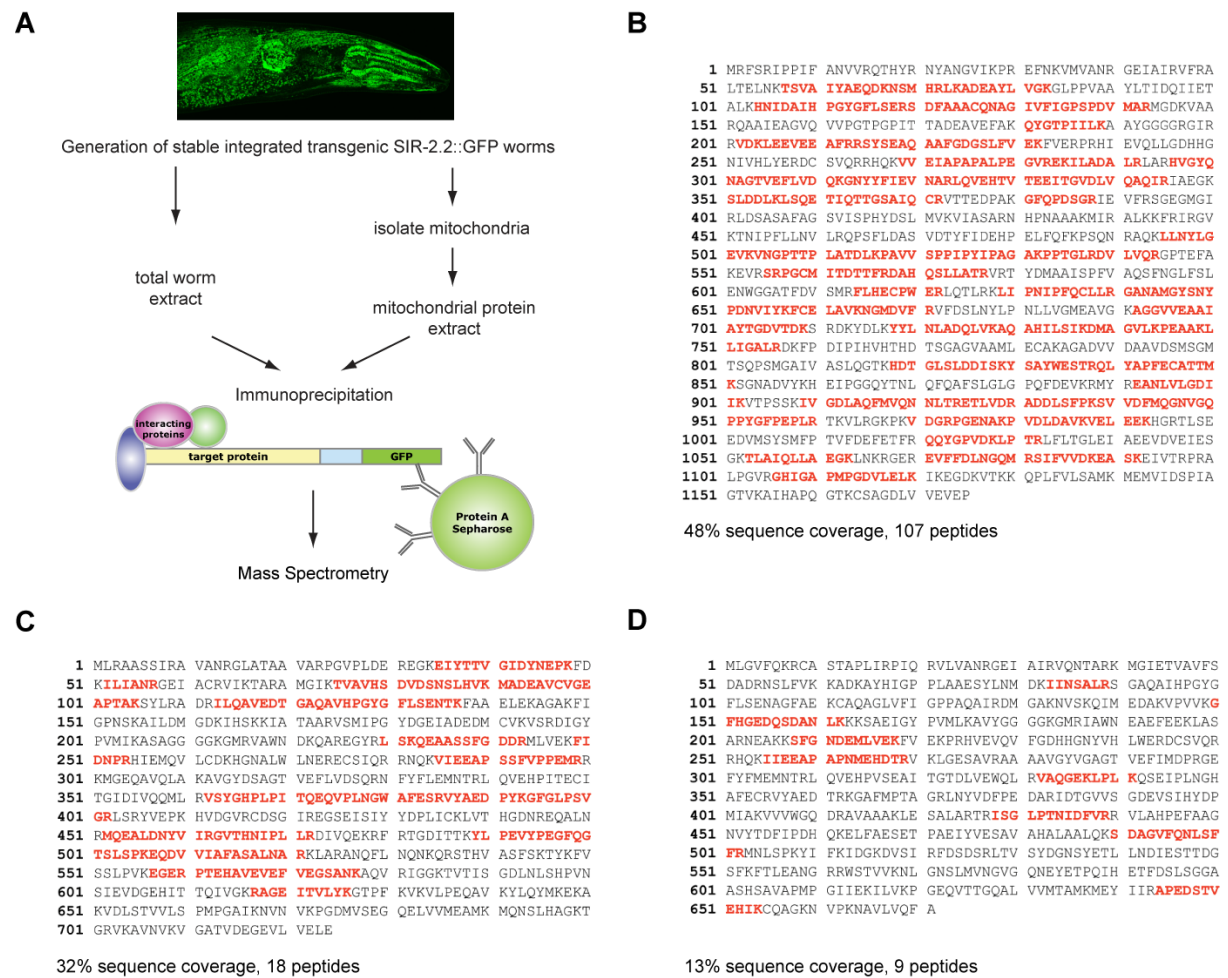 A
Generation of stable integrated transgenic SIR-2.2::GFP worms
isolate mitochondria
total worm
extract
mitochondrial protein
extract
Immunoprecipitation
interacting
proteins
target protein
GFP
Protein A
Sepharose
Mass Spectrometry
B
1 MRFSRIPPIF ANVVRQTHYR NYANGVIKPR EFNKVMVANR GEIAIRVFRA
51 LTELNKTSVA IYAEQDKNSM HRLKADEAYL VGKGLPPVAA YLTIDQIIET
101 ALKHNIDAIH PGYGFLSERS DFAAACQNAG IVFIGPSPDV MARMGDKVAA
151 RQAAIEAGVQ VVPGTPGPIT TADEAVEFAK QYGTPIILKA AYGGGGRGIR
201 RVDKLEEVEE AFRRSYSEAQ AAFGDGSLFV EKFVERPRHI EVQLLGDHHG
251 NIVHLYERDC SVQRRHQKVV EIAPAPALPE GVREKILADA LRLARHVGYQ
301 NAGTVEFLVD QKGNYYFIEV NARLQVEHTV TEEITGVDLV QAQIRIAEGK
351 SLDDLKLSQE TIQTTGSAIQ CRVTTEDPAK GFQPDSGRIE VFRSGEGMGI
401 RLDSASAFAG SVISPHYDSL MVKVIASARN HPNAAAKMIR ALKKFRIRGV
451 KTNIPFLLNV LRQPSFLDAS VDTYFIDEHP ELFQFKPSQN RAQKLLNYLG
501 EVKVNGPTTP LATDLKPAVV SPPIPYIPAG AKPPTGLRDV LVQRGPTEFA
551 KEVRSRPGCM ITDTTFRDAH QSLLATRVRT YDMAAISPFV AQSFNGLFSL
601 ENWGGATFDV SMRFLHECPW ERLQTLRKLI PNIPFQCLLR GANAMGYSNY
651 PDNVIYKFCE LAVKNGMDVF RVFDSLNYLP NLLVGMEAVG KAGGVVEAAI
701 AYTGDVTDKS RDKYDLKYYL NLADQLVKAQ AHILSIKDMA GVLKPEAAKL
751 LIGALRDKFP DIPIHVHTHD TSGAGVAAML ECAKAGADVV DAAVDSMSGM
801 TSQPSMGAIV ASLQGTKHDT GLSLDDISKY SAYWESTRQL YAPFECATTM
851 KSGNADVYKH EIPGGQYTNL QFQAFSLGLG PQFDEVKRMY REANLVLGDI
901 IKVTPSSKIV GDLAQFMVQN NLTRETLVDR ADDLSFPKSV VDFMQGNVGQ
951 PPYGFPEPLR TKVLRGKPKV DGRPGENAKP VDLDAVKVEL EEKHGRTLSE
1001 EDVMSYSMFP TVFDEFETFR QQYGPVDKLP TRLFLTGLEI AEEVDVEIES
1051 GKTLAIQLLA EGKLNKRGER EVFFDLNGQM RSIFVVDKEA SKEIVTRPRA
1101 LPGVRGHIGA PMPGDVLELK IKEGDKVTKK QPLFVLSAMK MEMVIDSPIA
1151 GTVKAIHAPQ GTKCSAGDLV VEVEP
48% sequence coverage, 107 peptides
C
1 MLRAASSIRA VANRGLATAA VARPGVPLDE REGKEIYTTV GIDYNEPKFD
51 KILIANRGEI ACRVIKTARA MGIKTVAVHS DVDSNSLHVK MADEAVCVGE
101 APTAKSYLRA DRILQAVEDT GAQAVHPGYG FLSENTKFAA ELEKAGAKFI
151 GPNSKAILDM GDKIHSKKIA TAARVSMIPG YDGEIADEDM CVKVSRDIGY
201 PVMIKASAGG GGKGMRVAWN DKQAREGYRL SKQEAASSFG DDRMLVEKFI
251 DNPRHIEMQV LCDKHGNALW LNERECSIQR RNQKVIEEAP SSFVPPEMRR
301 KMGEQAVQLA KAVGYDSAGT VEFLVDSQRN FYFLEMNTRL QVEHPITECI
351 TGIDIVQQML RVSYGHPLPI TQEQVPLNGW AFESRVYAED PYKGFGLPSV
401 GRLSRYVEPK HVDGVRCDSG IREGSEISIY YDPLICKLVT HGDNREQALN
451 RMQEALDNYV IRGVTHNIPL LRDIVQEKRF RTGDITTKYL PEVYPEGFQG
501 TSLSPKEQDV VIAFASALNA RKLARANQFL NQNKQRSTHV ASFSKTYKFV
551 SSLPVKEGER PTEHAVEVEF VEGSANKAQV RIGGKTVTIS GDLNLSHPVN
601 SIEVDGEHIT TQIVGKRAGE ITVLYKGTPF KVKVLPEQAV KYLQYMKEKA
651 KVDLSTVVLS PMPGAIKNVN VKPGDMVSEG QELVVMEAMK MQNSLHAGKT
701 GRVKAVNVKV GATVDEGEVL VELE
32% sequence coverage, 18 peptides
D
1 MLGVFQKRCA STAPLIRPIQ RVLVANRGEI AIRVQNTARK MGIETVAVFS
51 DADRNSLFVK KADKAYHIGP PLAAESYLNM DKIINSALRS GAQAIHPGYG
101 FLSENAGFAE KCAQAGLVFI GPPAQAIRDM GAKNVSKQIM EDAKVPVVKG
151 FHGEDQSDAN LKKKSAEIGY PVMLKAVYGG GGKGMRIAWN EAEFEEKLAS
201 ARNEAKKSFG NDEMLVEKFV EKPRHVEVQV FGDHHGNYVH LWERDCSVQR
251 RHQKIIEEAP APNMEHDTRV KLGESAVRAA AAVGYVGAGT VEFIMDPRGE
301 FYFMEMNTRL QVEHPVSEAI TGTDLVEWQL RVAQGEKLPL KQSEIPLNGH
351 AFECRVYAED TRKGAFMPTA GRLNYVDFPE DARIDTGVVS GDEVSIHYDP
401 MIAKVVVWGQ DRAVAAAKLE SALARTRISG LPTNIDFVRR VLAHPEFAAG
451 NVYTDFIPDH QKELFAESET PAEIYVESAV AHALAALQKS DAGVFQNLSF
501 FRMNLSPKYI FKIDGKDVSI RFDSDSRLTV SYDGNSYETL LNDIESTTDG
551 SFKFTLEANG RRWSTVVKNL GNSLMVNGVG QNEYETPQIH ETFDSLSGGA
601 ASHSAVAPMP GIIEKILVKP GEQVTTGQAL VVMTAMKMEY IIRAPEDSTV
651 EHIKCQAGKN VPKNAVLVQF A
13% sequence coverage, 9 peptides